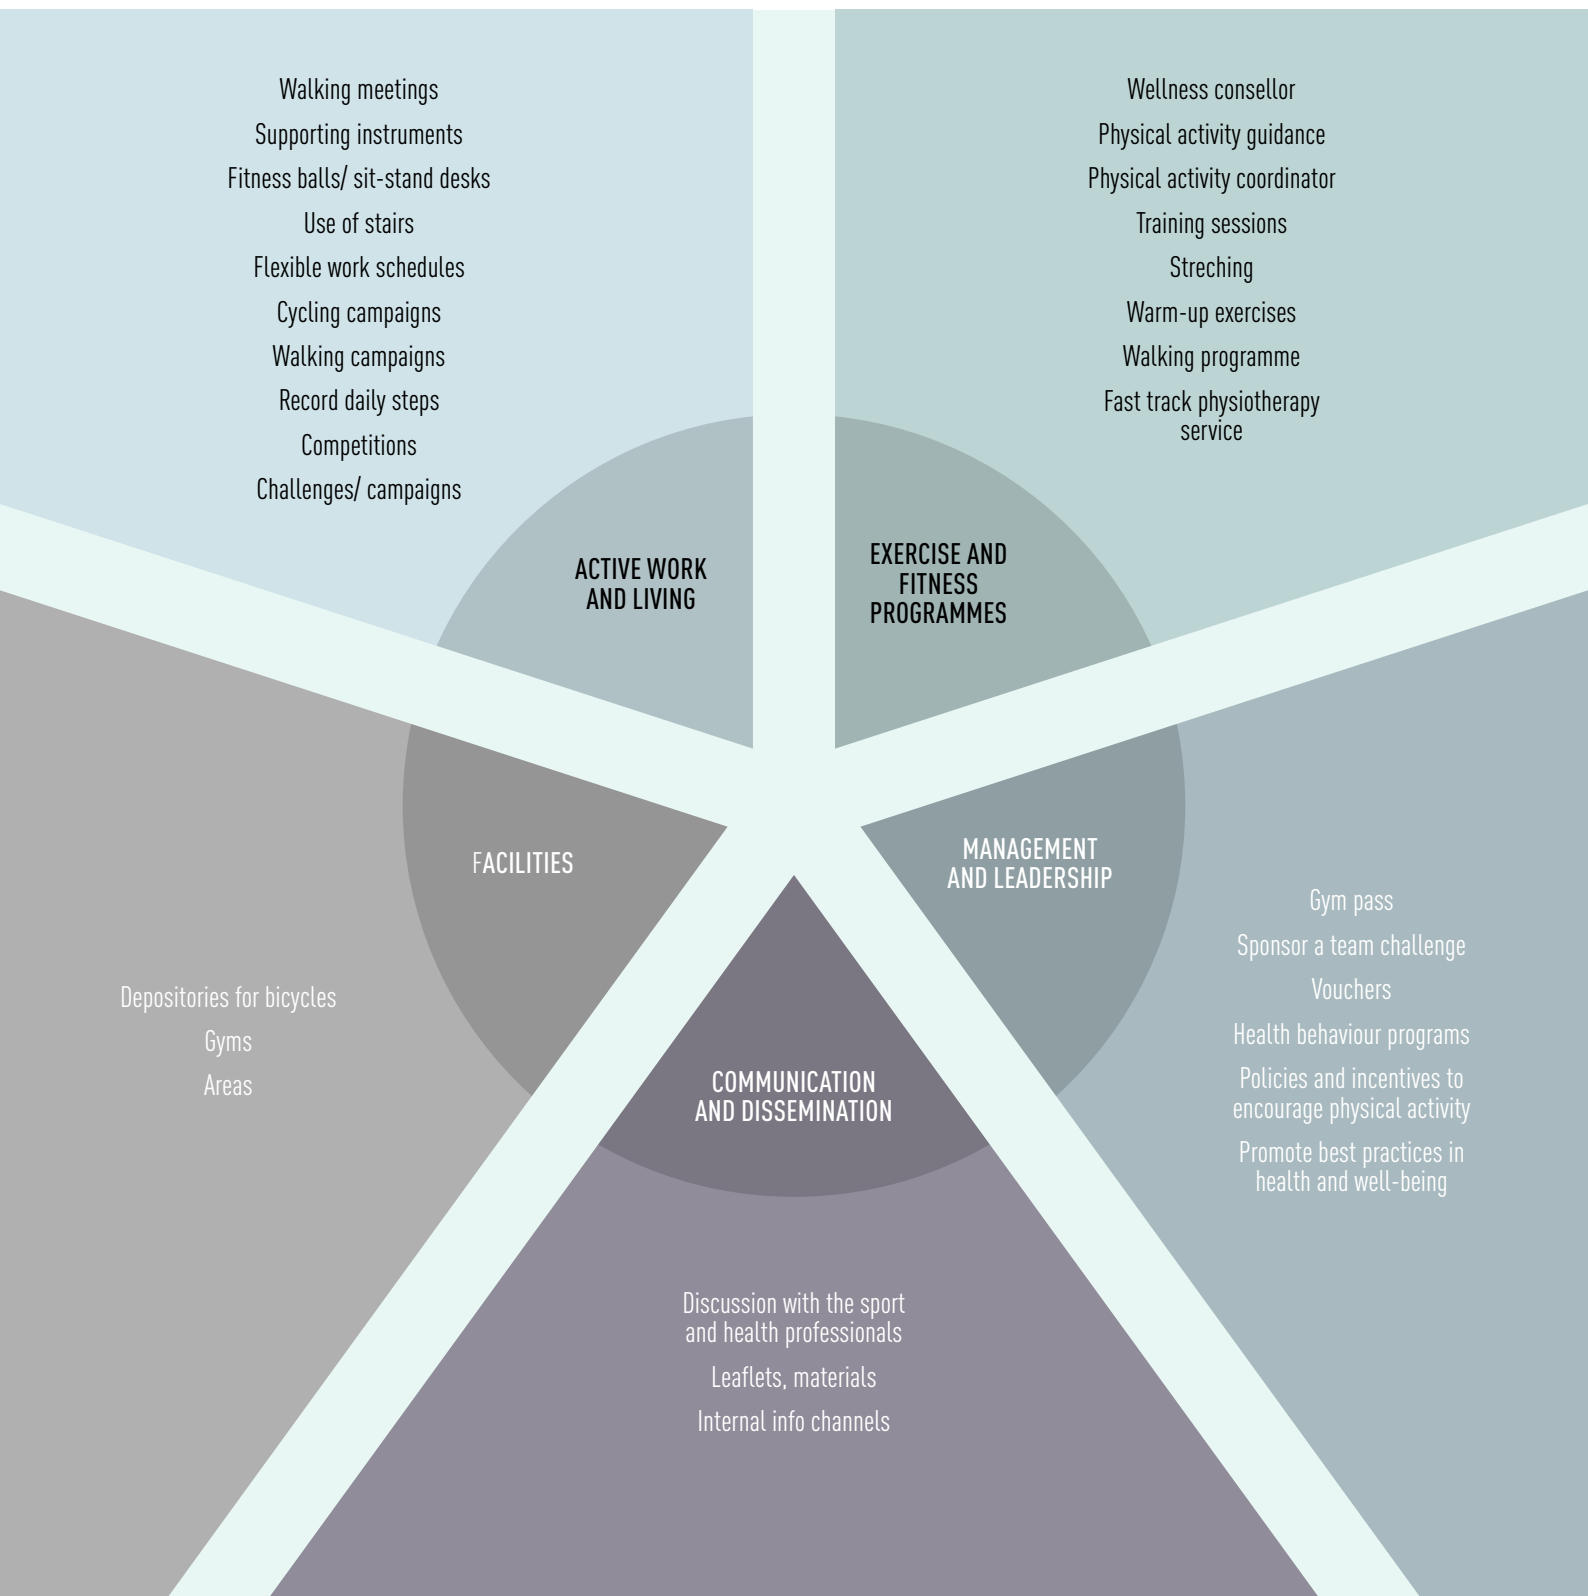 Walking meetings
Supporting instruments
Fitness balls/ sit-stand desks
Use of stairs
Flexible work schedules
Cycling campaigns
Walking campaigns
Record daily steps
Competitions
Challenges/ campaigns
ACTIVE WORK
AND LIVING
Wellness consellor
Physical activity guidance
Physical activity coordinator
Training sessions
Streching
Warm-up exercises
Walking programme
Fast track physiotherapy
service
EXERCISE AND
FITNESS
PROGRAMMES
FACILITIES
Depositories for bicycles
Gyms
Areas
MANAGEMENT
AND LEADERSHIP
Gym pass
Sponsor a team challenge
Vouchers
Health behaviour programs
Policies and incentives to
encourage physical activity
Promote best practices in
health and well-being
COMMUNICATION
AND DISSEMINATION
Discussion with the sport
and health professionals
Leaflets, materials
Internal info channels